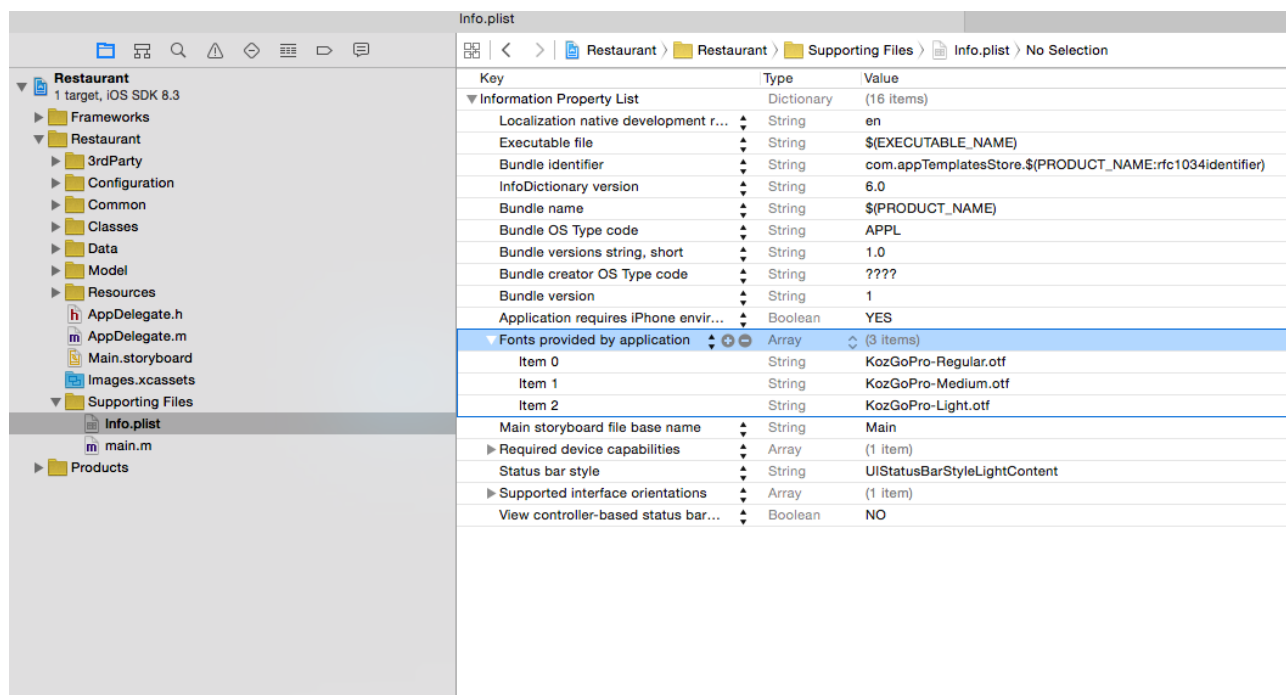 Info.plist
Restaurant
1 target, iOS SDK 8.3
Frameworks
Restaurant
3rdParty
Configuration
Common
Classes
Data
Model
Resources
h AppDelegate.h
m AppDelegate.m
Main.storyboard
Images.xcassets
Supporting Files
Info.plist
m main.m
Products
Restaurant 〉 Restaurant 〉 Supporting Files 〉 Info.plist 〉 No Selection
Key Type Value
Information Property List Dictionary (16 items)
Localization native development r... String en
Executable file String $(EXECUTABLE_NAME)
Bundle identifier String com.appTemplatesStore.$(PRODUCT_NAME:rfc1034identifier)
InfoDictionary version String 6.0
Bundle name String $(PRODUCT_NAME)
Bundle OS Type code String APPL
Bundle versions string, short String 1.0
Bundle creator OS Type code String ????
Bundle version String 1
Application requires iPhone envir... Boolean YES
Fonts provided by application Array (3 items)
Item 0 String KozGoPro-Regular.otf
Item 1 String KozGoPro-Medium.otf
Item 2 String KozGoPro-Light.otf
Main storyboard file base name String Main
Required device capabilities Array (1 item)
Status bar style String UIStatusBarStyleLightContent
Supported interface orientations Array (1 item)
View controller-based status bar... Boolean NO